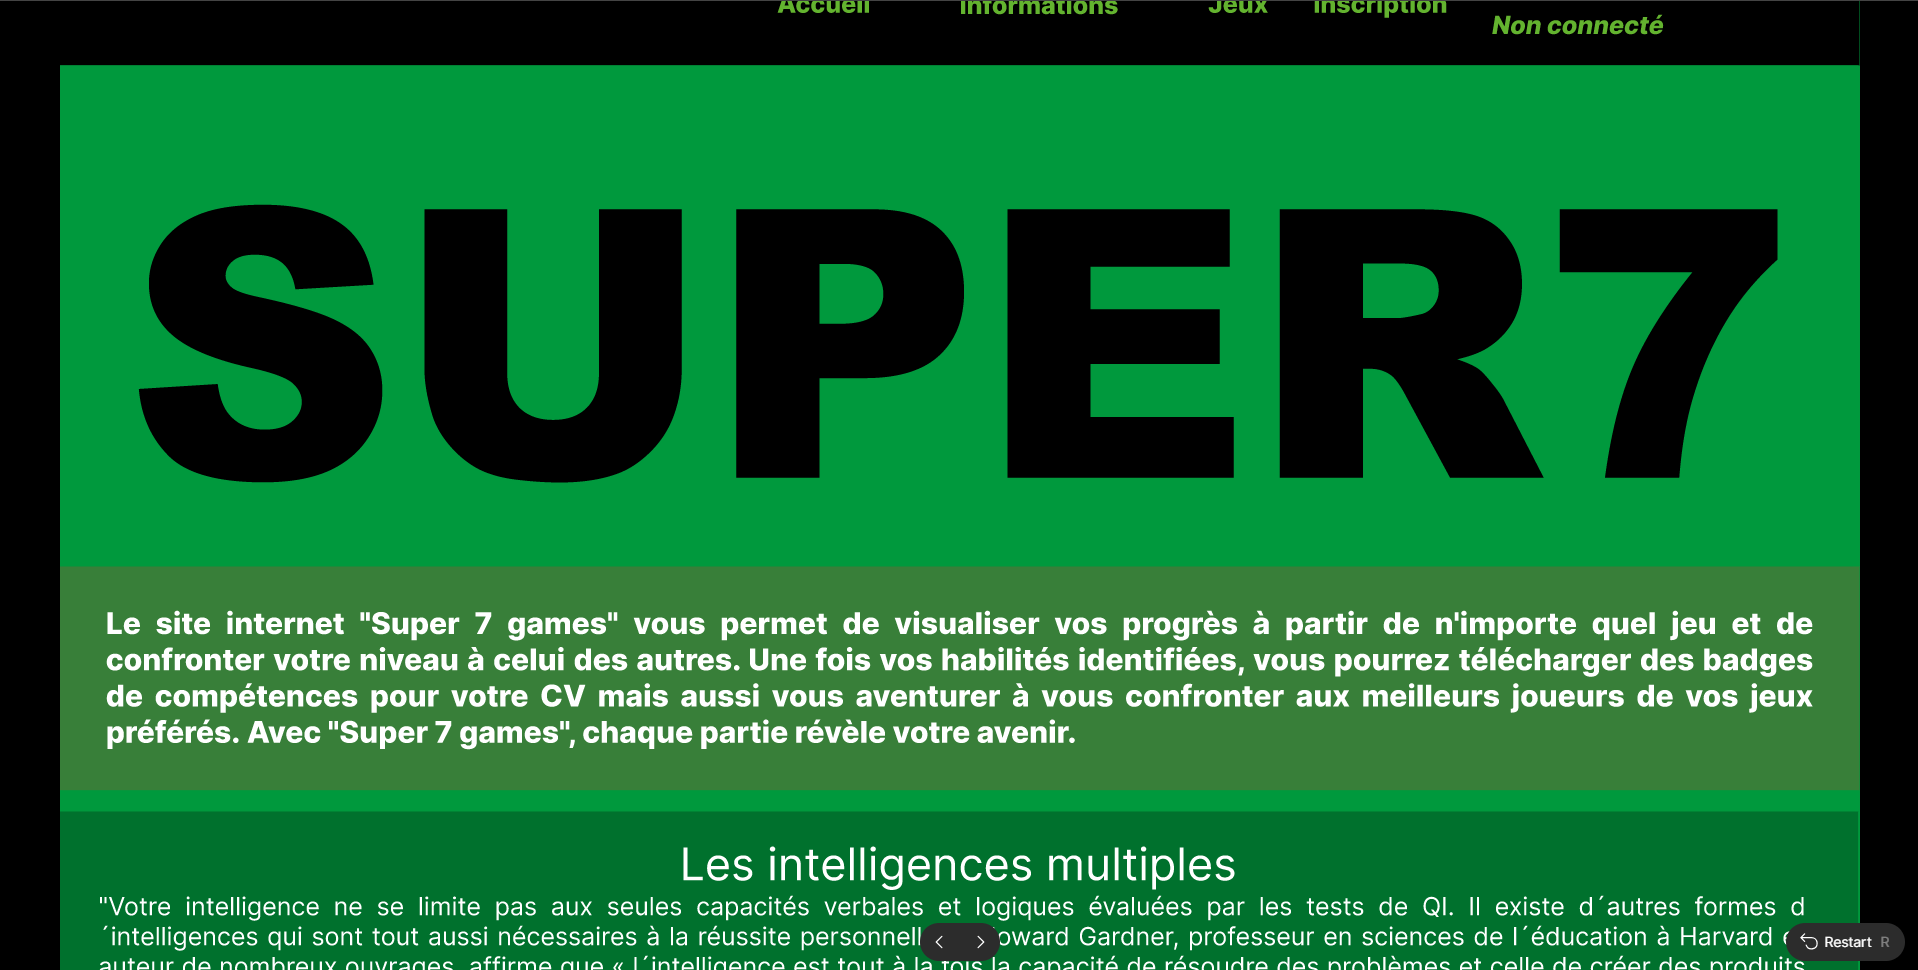 Accueil Informations Jeux Inscription
Non connecté
SUPER7
Le site internet "Super 7 games" vous permet de visualiser vos progrès à partir de n'importe quel jeu et de
confronter votre niveau à celui des autres. Une fois vos habilités identifiées, vous pourrez télécharger des badges
de compétences pour votre CV mais aussi vous aventurer à vous confronter aux meilleurs joueurs de vos jeux
préférés. Avec "Super 7 games", chaque partie révèle votre avenir.
Les intelligences multiples
"Votre intelligence ne se limite pas aux seules capacités verbales et logiques évaluées par les tests de QI. Il existe d´autres formes d
´intelligences qui sont tout aussi nécessaires à la réussite Gardner, professeur en sciences de l´éducation à Harvard
auteur de nombreux ouvrages, affirme que « l´intelligence est tout à la fois la capacité de résoudre des problèmes et celle de créer des produits
Restart R